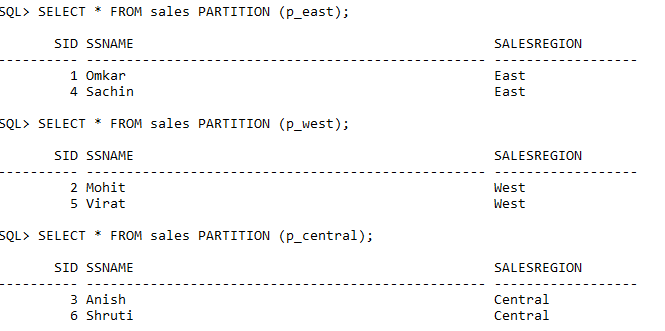 SQL> SELECT * FROM sales PARTITION (p_east);
       SID SSNAME                                             SALESREGION
---------- -------------------------------------------------- ------------------
         1 Omkar                                              East
         4 Sachin                                             East
SQL> SELECT * FROM sales PARTITION (p_west);
       SID SSNAME                                             SALESREGION
---------- -------------------------------------------------- ------------------
         2 Mohit                                              West
         5 Virat                                              West
SQL> SELECT * FROM sales PARTITION (p_central);
       SID SSNAME                                             SALESREGION
---------- -------------------------------------------------- ------------------
         3 Anish                                              Central
         6 Shruti                                             Central